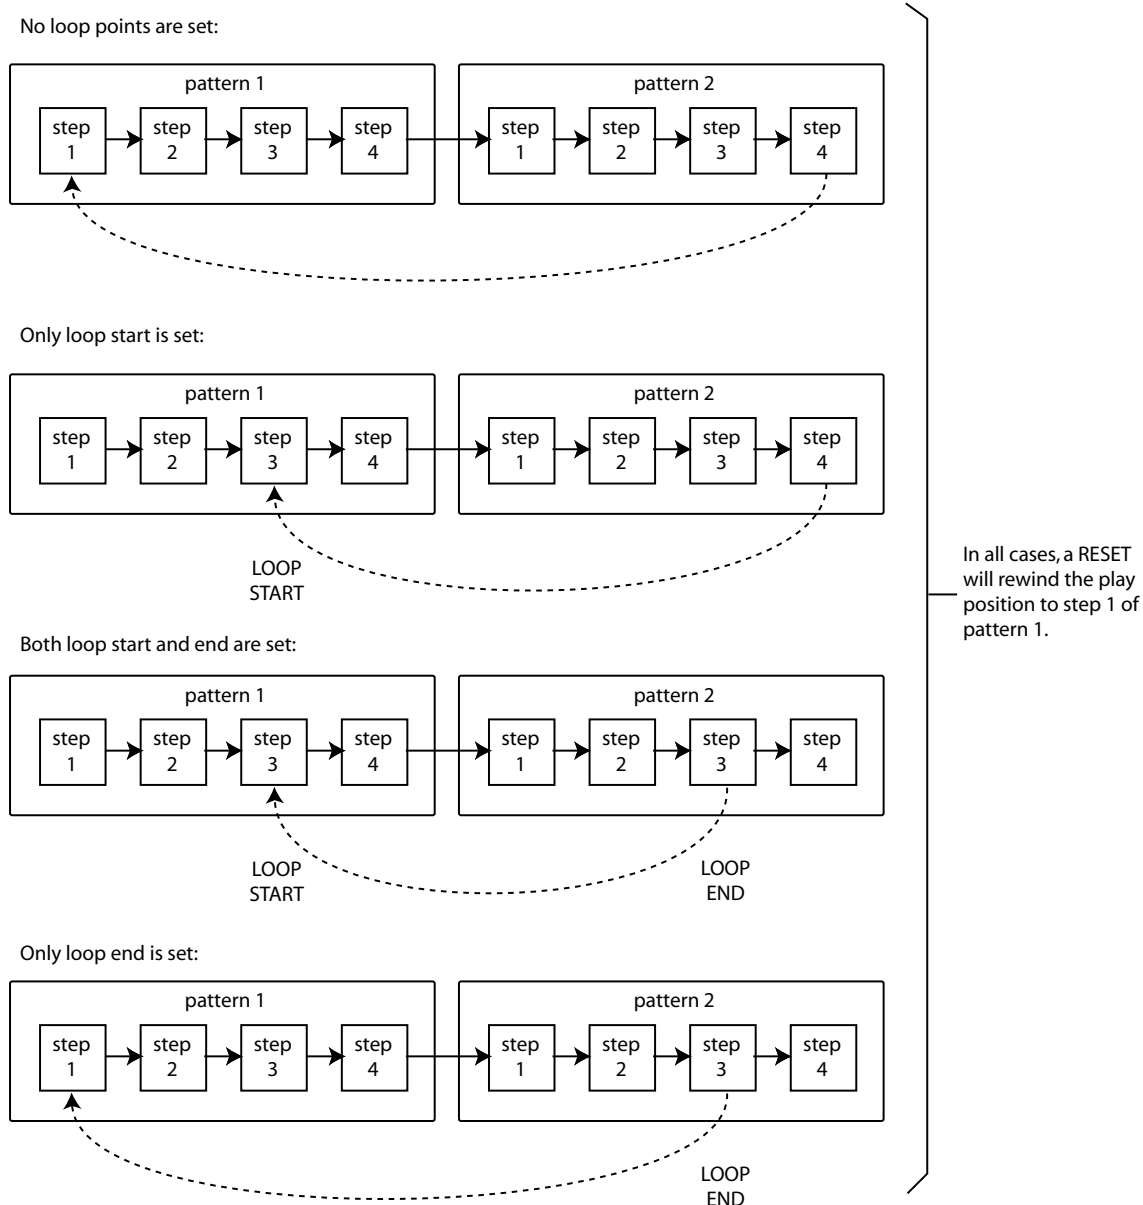 No loop points are set:
pattern 1
pattern 2
step
1
step
2
step
3
step
4
step
1
step
2
step
3
step
4
Only loop start is set:
pattern 1
pattern 2
step
1
step
2
step
3
step
4
step
1
step
2
step
3
step
4
LOOP
START
In all cases, a RESET
will rewind the play
position to step 1 of
pattern 1.
Both loop start and end are set:
pattern 1
pattern 2
step
1
step
2
step
3
step
4
step
1
step
2
step
3
step
4
LOOP
START
LOOP
END
Only loop end is set:
pattern 1
pattern 2
step
1
step
2
step
3
step
4
step
1
step
2
step
3
step
4
LOOP
END